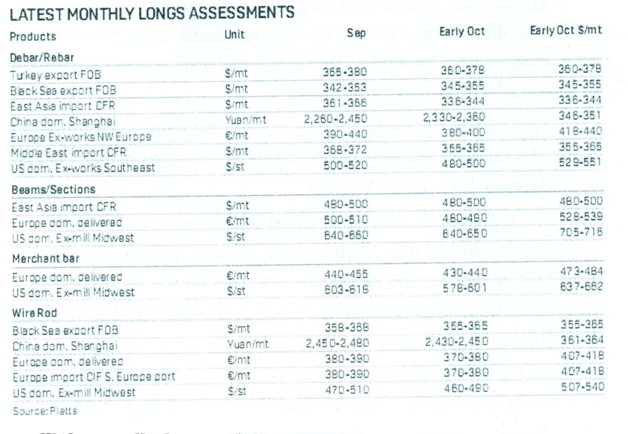 LATEST MONTHLY LONGS ASSESSMENTS
Products Unit Sep Early Oct Early Oct $/mt
Debar/Rebar
Turkey export FOB $/mt 365-380 360-378 360-378
Black Sea export FOB $/mt 342-353 345-355 345-355
East Asia import CFR $/mt 361-366 336-344 336-344
China dom. Shanghai Yuan/mt 2,260-2,450 2,330-2,360 346-351
Europe Ex-works NW Europe €/mt 390-440 380-400 418-440
Middle East import CFR $/mt 368-372 355-365 355-365
US dom. Ex-works Southeast $/st 500-520 480-500 529-551
Beams/Sections
East Asia import CFR $/mt 480-500 480-500 480-500
Europe dom. delivered €/mt 500-510 480-490 528-539
US dom. Ex-mill Midwest $/st 640-660 640-650 705-716
Merchant bar
Europe dom. delivered €/mt 440-455 430-440 473-484
US dom. Ex-mill Midwest $/st 603-618 578-601 637-662
Wire Rod
Black Sea export FOB $/mt 358-368 355-365 355-365
China dom. Shanghai Yuan/mt 2,450-2,480 2,430-2,450 361-364
Europe dom. delivered €/mt 380-390 370-380 407-418
Europe import CIF S. Europe port €/mt 380-390 370-380 407-418
US dom. Ex-mill Midwest $/st 470-510 460-490 507-540
Source: Platts